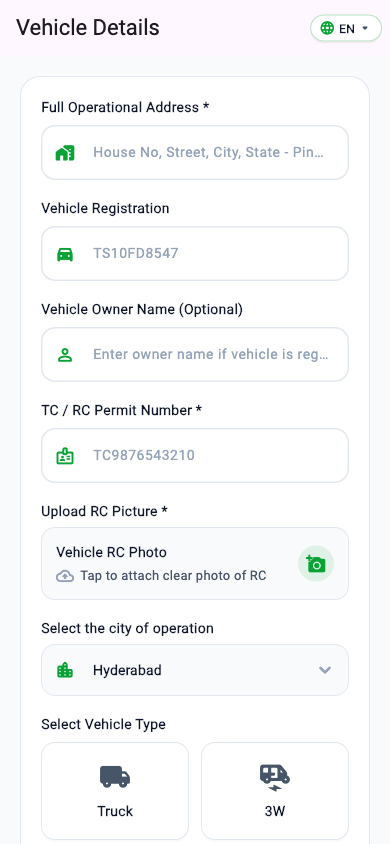 Vehicle Details
EN
Full Operational Address *
House No, Street, City, State - Pin...
Vehicle Registration
TS10FD8547
Vehicle Owner Name (Optional)
Enter owner name if vehicle is reg...
TC / RC Permit Number *
TC9876543210
Upload RC Picture *
Vehicle RC Photo
Tap to attach clear photo of RC
Select the city of operation
Hyderabad
Select Vehicle Type
Truck
3W